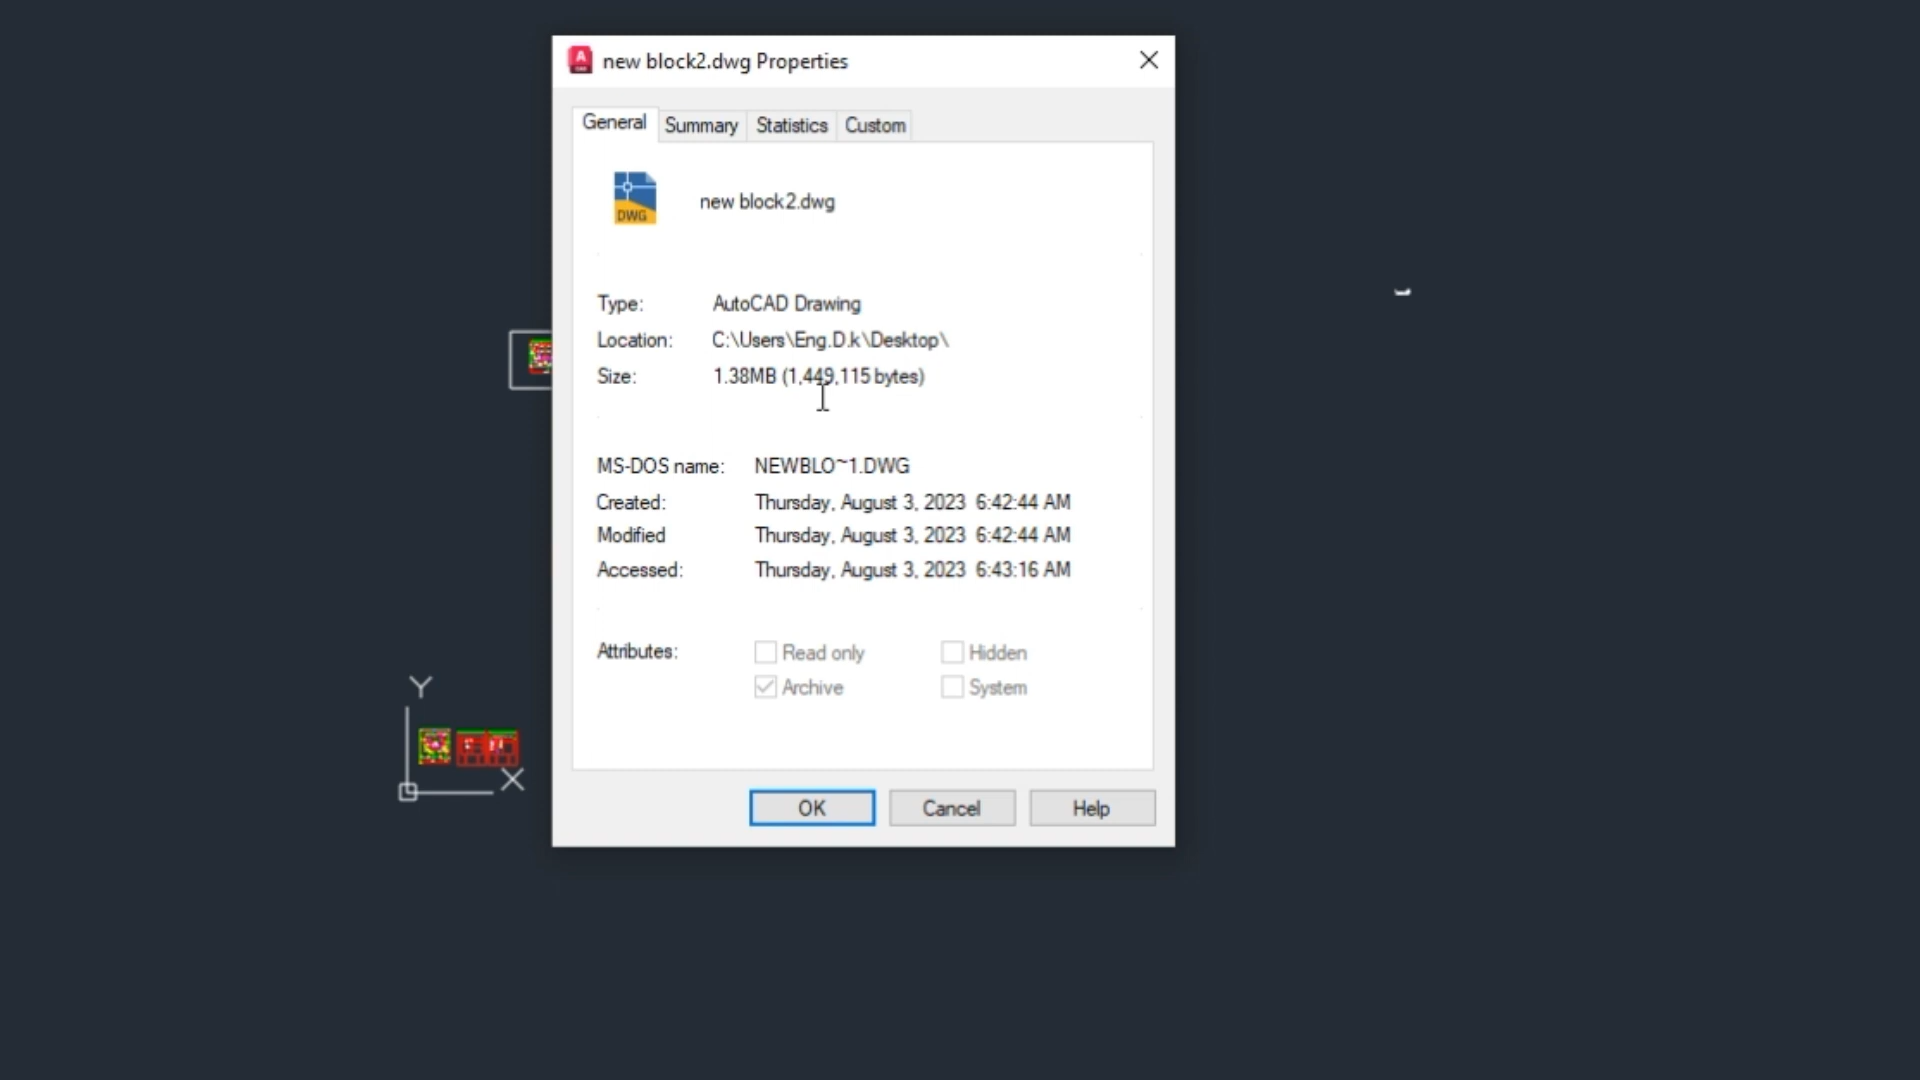 new block2.dwg Properties
General Summary Statistics Custom
DWG new block2.dwg
Type: AutoCAD Drawing
Location: C:\Users\Eng.D.k\Desktop\
Size: 1.38MB (1,449,115 bytes)
MS-DOS name: NEWBLO~1.DWG
Created: Thursday, August 3, 2023 6:42:44 AM
Modified Thursday, August 3, 2023 6:42:44 AM
Accessed: Thursday, August 3, 2023 6:43:16 AM
Attributes: Read only Hidden
Archive System
Y
X
OK Cancel Help